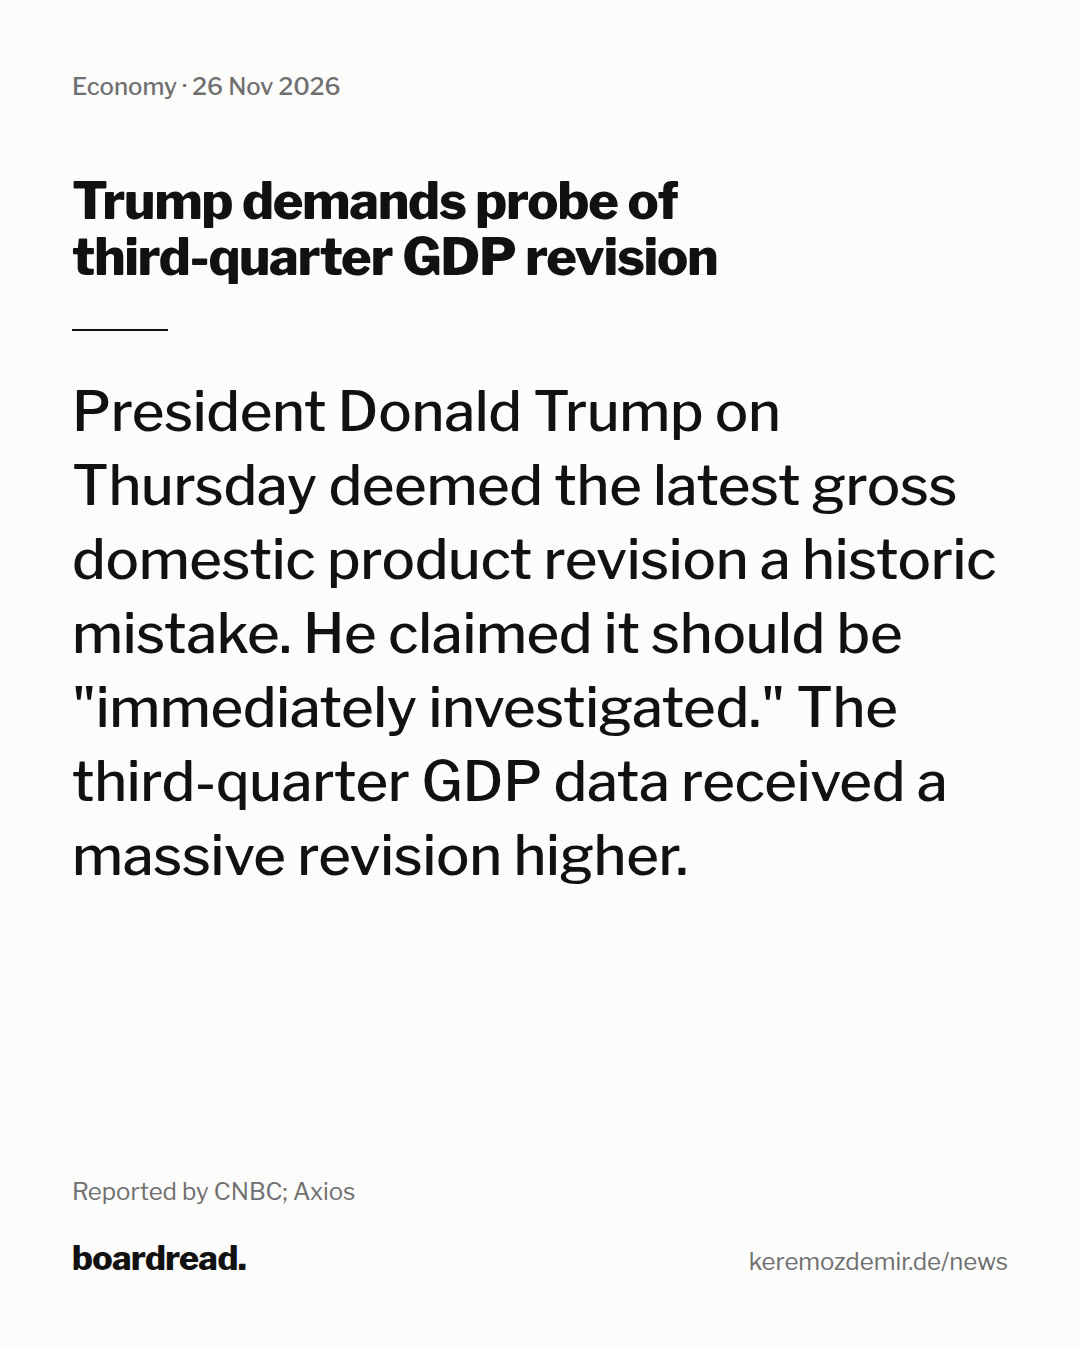 Economy · 26 Nov 2026
Trump demands probe of
third-quarter GDP revision
President Donald Trump on
Thursday deemed the latest gross
domestic product revision a historic
mistake. He claimed it should be
"immediately investigated." The
third-quarter GDP data received a
massive revision higher.
Reported by CNBC; Axios
boardread.
keremozdemir.de/news